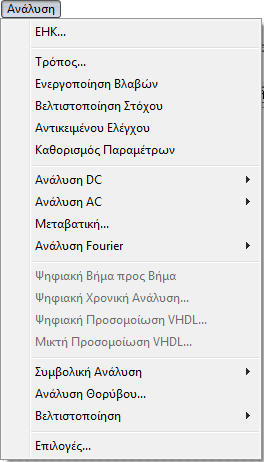 Ανάλυση
ΕΗΚ...
Τρόπος...
Ενεργοποίηση Βλαβών
Βελτιστοποίηση Στόχου
Αντικειμένου Ελέγχου
Καθορισμός Παραμέτρων
Ανάλυση DC
Ανάλυση AC
Μεταβατική...
Ανάλυση Fourier
Ψηφιακή Βήμα προς Βήμα
Ψηφιακή Χρονική Ανάλυση...
Ψηφιακή Προσομοίωση VHDL...
Μικτή Προσομοίωση VHDL...
Συμβολική Ανάλυση
Ανάλυση Θορύβου...
Βελτιστοποίηση
Επιλογές...